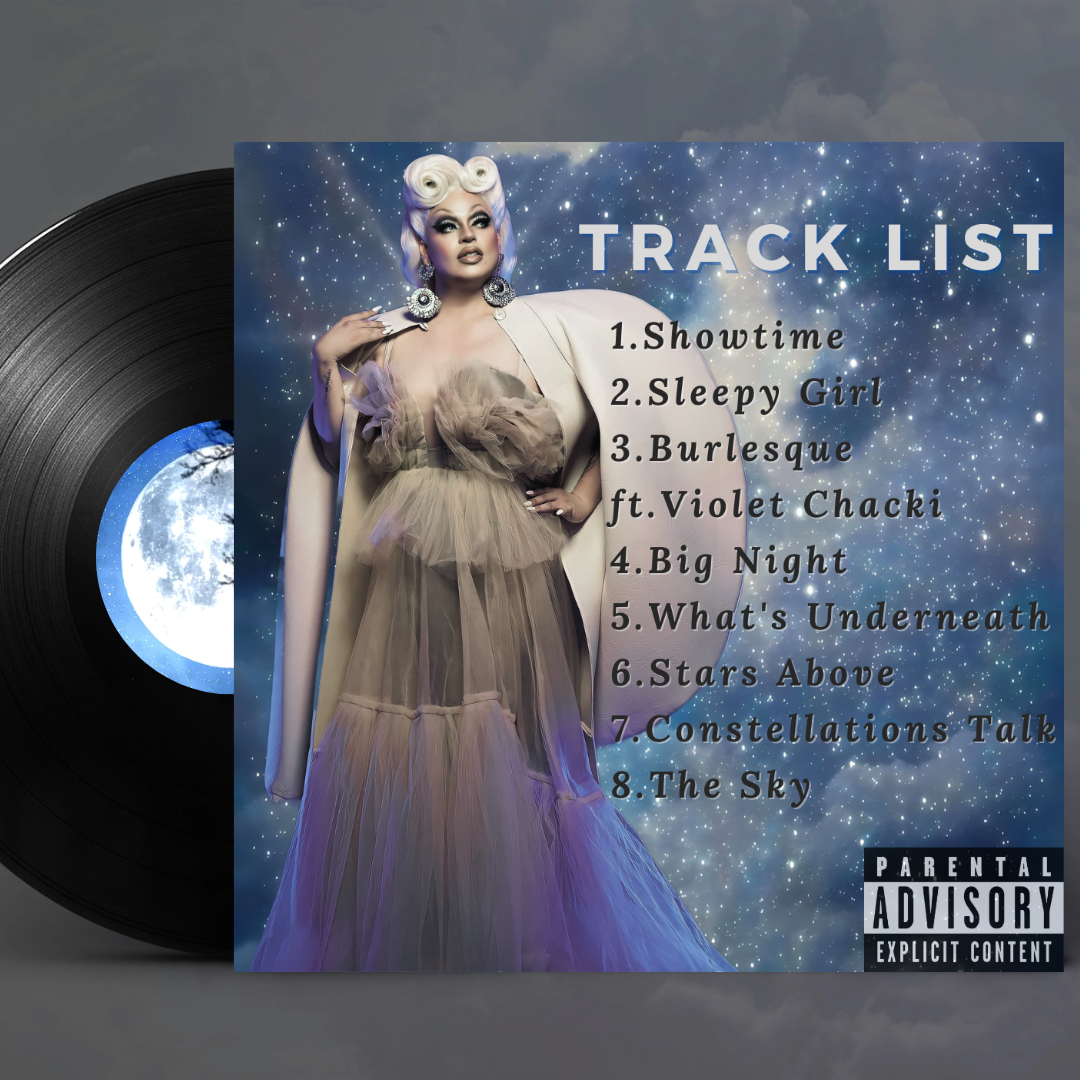 TRACK LIST
1.Showtime
2.Sleepy Girl
3.Burlesque
ft.Violet Chacki
4.Big Night
5.What's Underneath
6.Stars Above
7.Constellations Talk
8.The Sky
PARENTAL
ADVISORY
EXPLICIT CONTENT